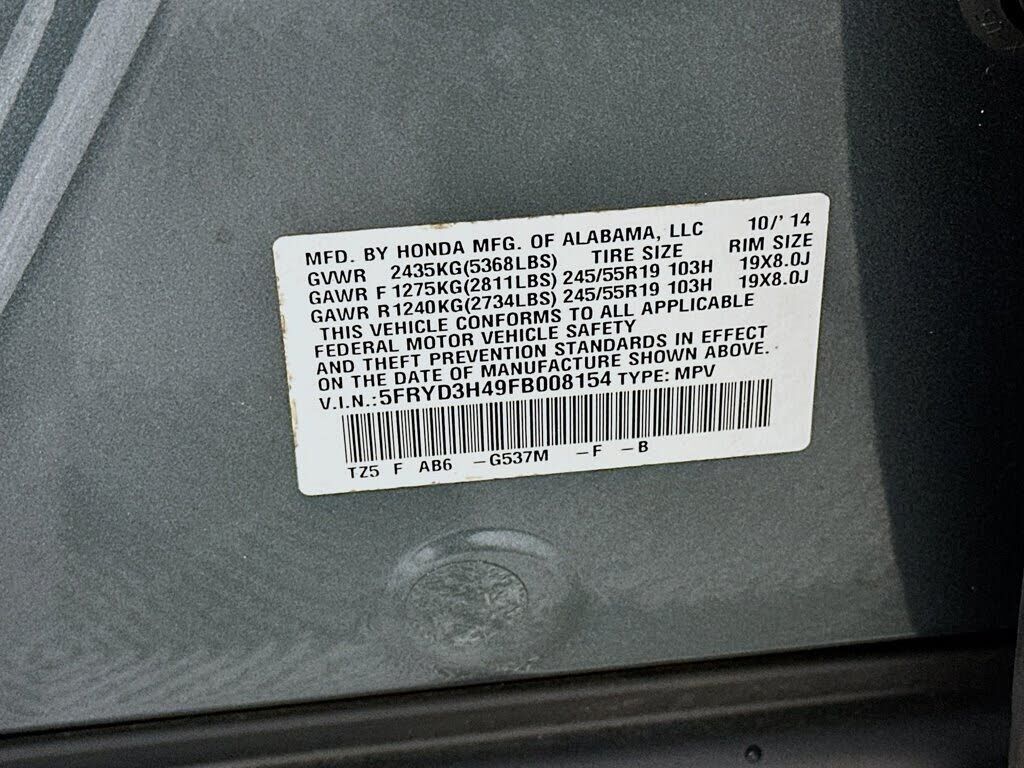 MFD. BY HONDA MFG. OF ALABAMA, LLC 10/' 14
GVWR 2435KG(5368LBS) TIRE SIZE RIM SIZE
GAWR F 1275KG(2811LBS) 245/55R19 103H 19X8.0J
GAWR R 1240KG(2734LBS) 245/55R19 103H 19X8.0J
THIS VEHICLE CONFORMS TO ALL APPLICABLE
FEDERAL MOTOR VEHICLE SAFETY
AND THEFT PREVENTION STANDARDS IN EFFECT
ON THE DATE OF MANUFACTURE SHOWN ABOVE.
V.I.N.:5FRYD3H49FB008154 TYPE: MPV
TZ5 F AB6 -G537M -F -B